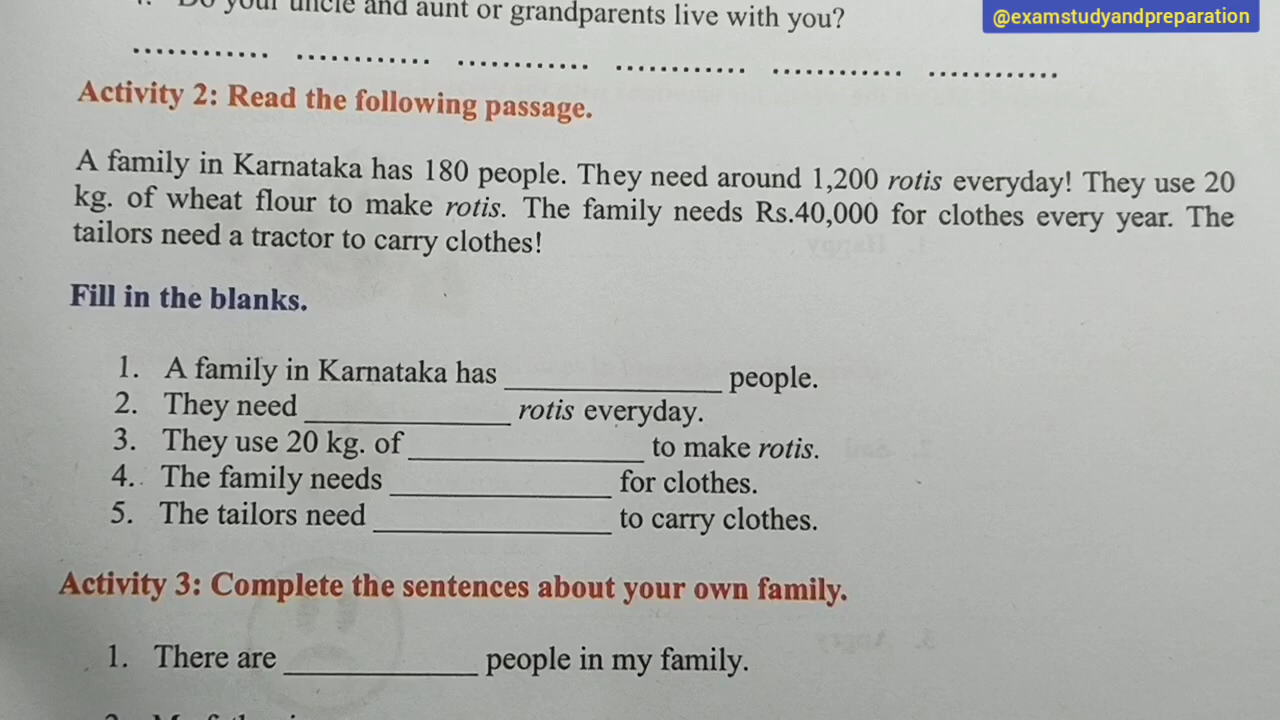 Do your uncle and aunt or grandparents live with you?
@examstudyandpreparation
............ ............ ............ ............ ............ ............
Activity 2: Read the following passage.
A family in Karnataka has 180 people. They need around 1,200 rotis everyday! They use 20
kg. of wheat flour to make rotis. The family needs Rs.40,000 for clothes every year. The
tailors need a tractor to carry clothes!
Fill in the blanks.
1. A family in Karnataka has ______________ people.
2. They need ______________ rotis everyday.
3. They use 20 kg. of ______________ to make rotis.
4. The family needs ______________ for clothes.
5. The tailors need ______________ to carry clothes.
Activity 3: Complete the sentences about your own family.
1. There are ______________ people in my family.